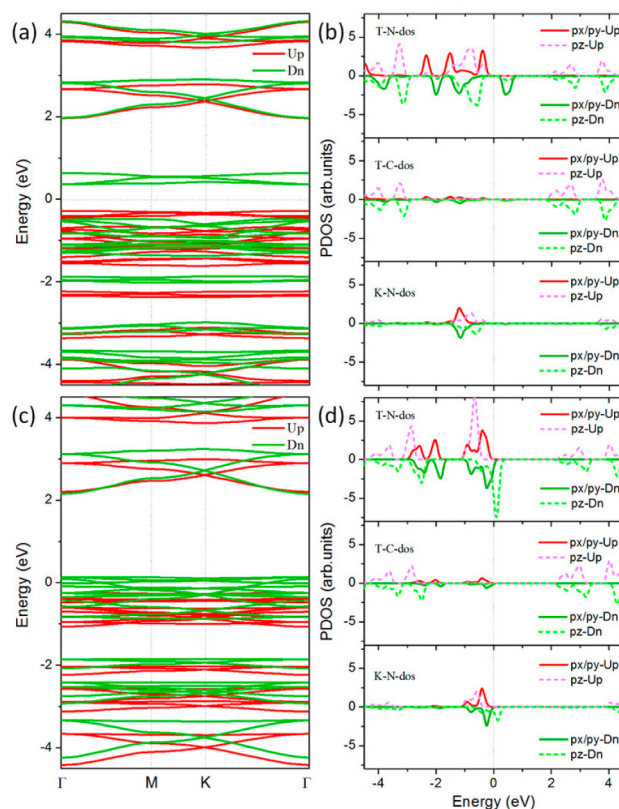 (a)
Up
Dn
Energy (eV)
4
2
0
-2
-4
(b)
T-N-dos
px/py-Up
pz-Up
px/py-Dn
pz-Dn
5
0
-5
T-C-dos
px/py-Up
pz-Up
px/py-Dn
pz-Dn
5
0
-5
PDOS (arb.units)
K-N-dos
px/py-Up
pz-Up
px/py-Dn
pz-Dn
5
0
-5
-4 -2 0 2 4
(c)
Up
Dn
Energy (eV)
2
0
-2
-4
Γ M K Γ
(d)
T-N-dos
px/py-Up
pz-Up
px/py-Dn
pz-Dn
5
0
-5
T-C-dos
px/py-Up
pz-Up
px/py-Dn
pz-Dn
5
0
-5
PDOS (arb.units)
K-N-dos
px/py-Up
pz-Up
px/py-Dn
pz-Dn
5
0
-5
-4 -2 0 2 4
Energy (eV)